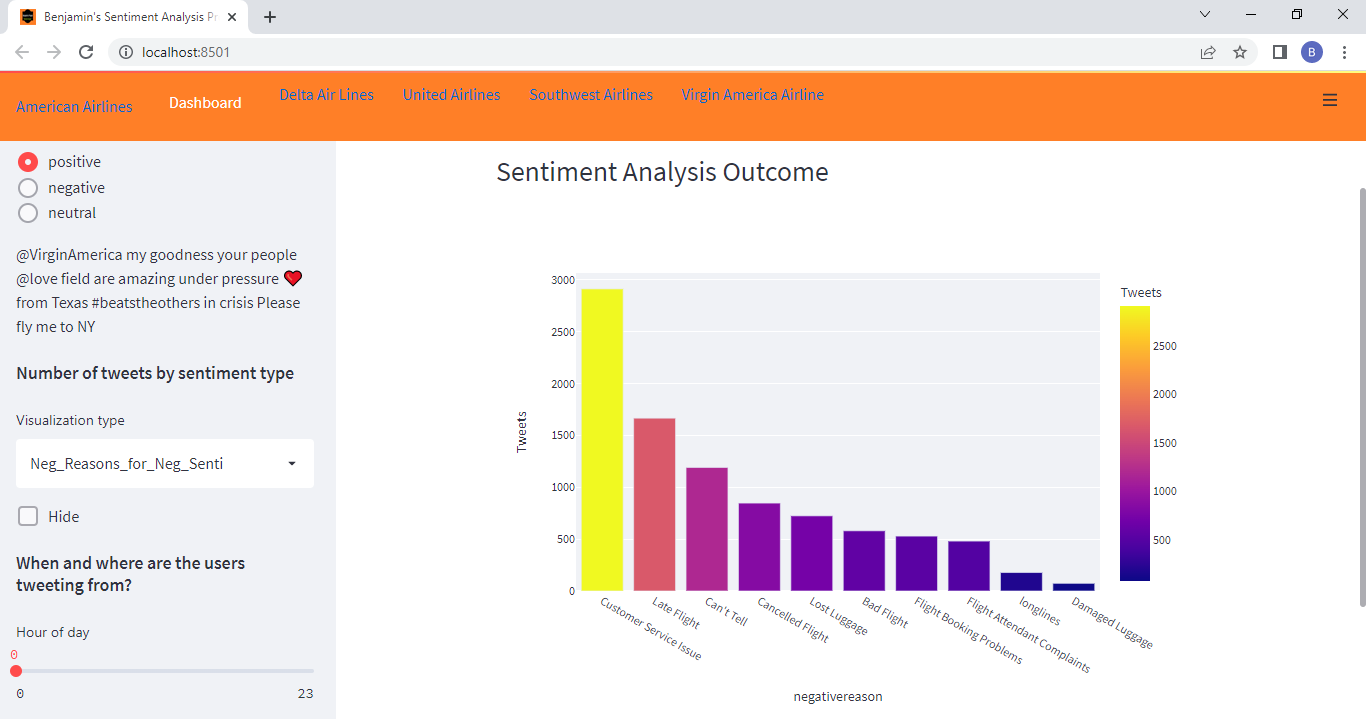 Benjamin's Sentiment Analysis Pr
localhost:8501
B
American Airlines
Dashboard
Delta Air Lines
United Airlines
Southwest Airlines
Virgin America Airline
positive
negative
neutral
@VirginAmerica my goodness your people
@love field are amazing under pressure ❤️
from Texas #beatstheothers in crisis Please
fly me to NY
Number of tweets by sentiment type
Visualization type
Neg_Reasons_for_Neg_Senti
Hide
When and where are the users
tweeting from?
Hour of day
0
0
23
Sentiment Analysis Outcome
3000
2500
2000
1500
1000
500
0
Tweets
Customer Service Issue
Late Flight
Can't Tell
Cancelled Flight
Lost Luggage
Bad Flight
Flight Booking Problems
Flight Attendant Complaints
longlines
Damaged Luggage
negativereason
Tweets
2500
2000
1500
1000
500